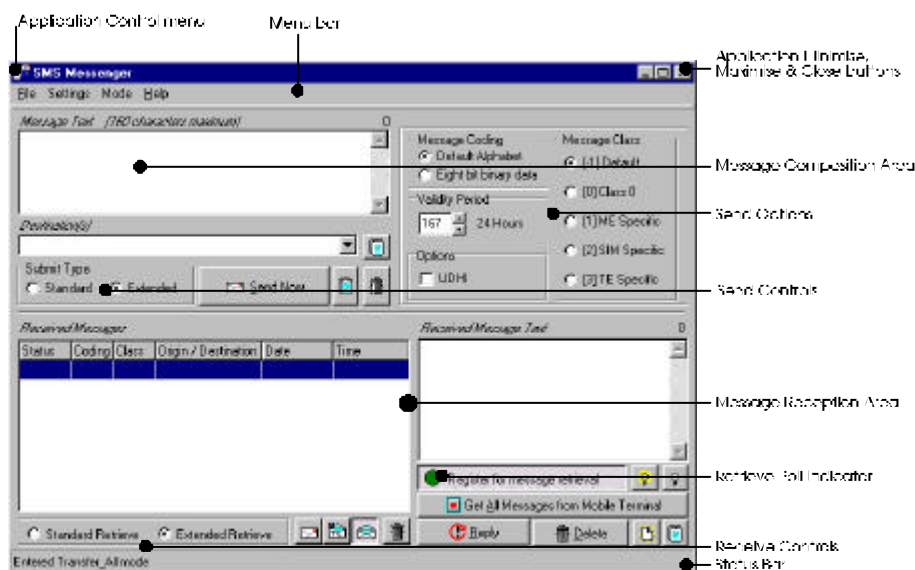 Application Control menu
Menu bar
Application Minimise,
Maximise & Close buttons
SMS Messenger
File Settings Mode Help
Message Text (160 characters maximum) 0
Message Coding
Default Alphabet
Eight bit binary data
Message Class
[-1] Default
[0] Class 0
[1] ME Specific
[2] SIM Specific
[3] TE Specific
Message Composition Area
Validity Period
167 24 Hours
Send Options
Destination(s)
Options
UDHI
Submit Type
Standard Extended
Send Now
Send Controls
Received Messages
Status Coding Class Origin / Destination Date Time
Received Message Text 0
Message Reception Area
Register for message retrieval
Retrieve Poll Indicator
Get All Messages from Mobile Terminal
Standard Retrieve Extended Retrieve
Reply Delete
Receive Controls
Entered Transfer_All mode
Status Bar